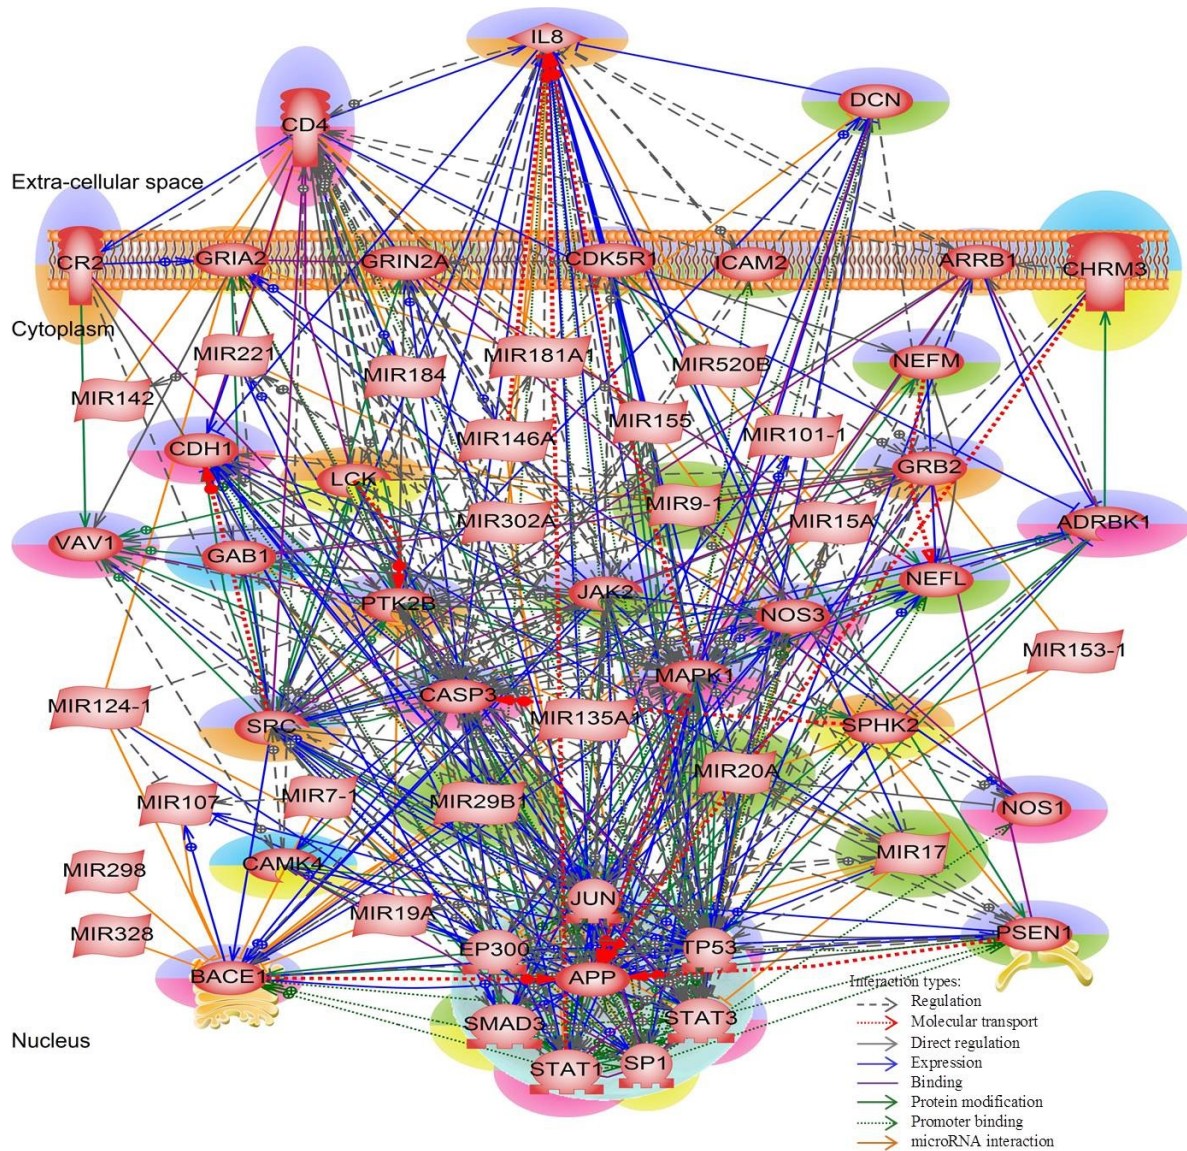 IL8
DCN
CD4
Extra-cellular space
CR2
GRIA2
GRIN2A
CDK5R1
ICAM2
ARRB1
CHRM3
Cytoplasm
MIR221
MIR184
MIR181A1
MIR520B
NEFM
MIR142
MIR155
MIR146A
MIR101-1
CDH1
LCK
GRB2
MIR9-1
MIR302A
MIR15A
ADRBK1
VAV1
GAB1
NEFL
PTK2B
JAK2
NOS3
MIR153-1
MAPK1
CASP3
MIR124-1
SRC
MIR135A1
SPHK2
MIR20A
MIR107
MIR7-1
MIR29B1
NOS1
MIR17
CAMK4
MIR298
JUN
MIR19A
MIR328
EP300
TP53
PSEN1
BACE1
APP
Interaction types:
Regulation
Molecular transport
Direct regulation
Expression
Binding
Protein modification
Promoter binding
microRNA interaction
SMAD3
STAT3
Nucleus
STAT1
SP1